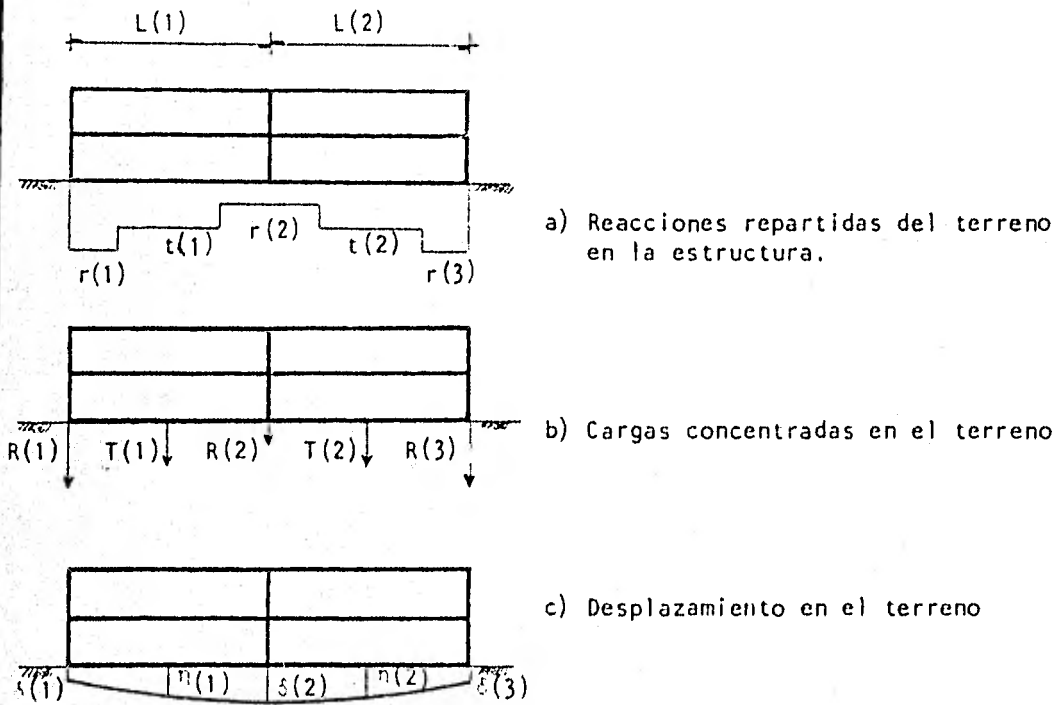 L(1) L(2)
t(1) r(2) t(2)
r(1) r(3)
a) Reacciones repartidas del terreno
en la estructura.
R(1) T(1) R(2) T(2) R(3)
b) Cargas concentradas en el terreno
c) Desplazamiento en el terreno
δ(1) η(1) δ(2) η(2) δ(3)